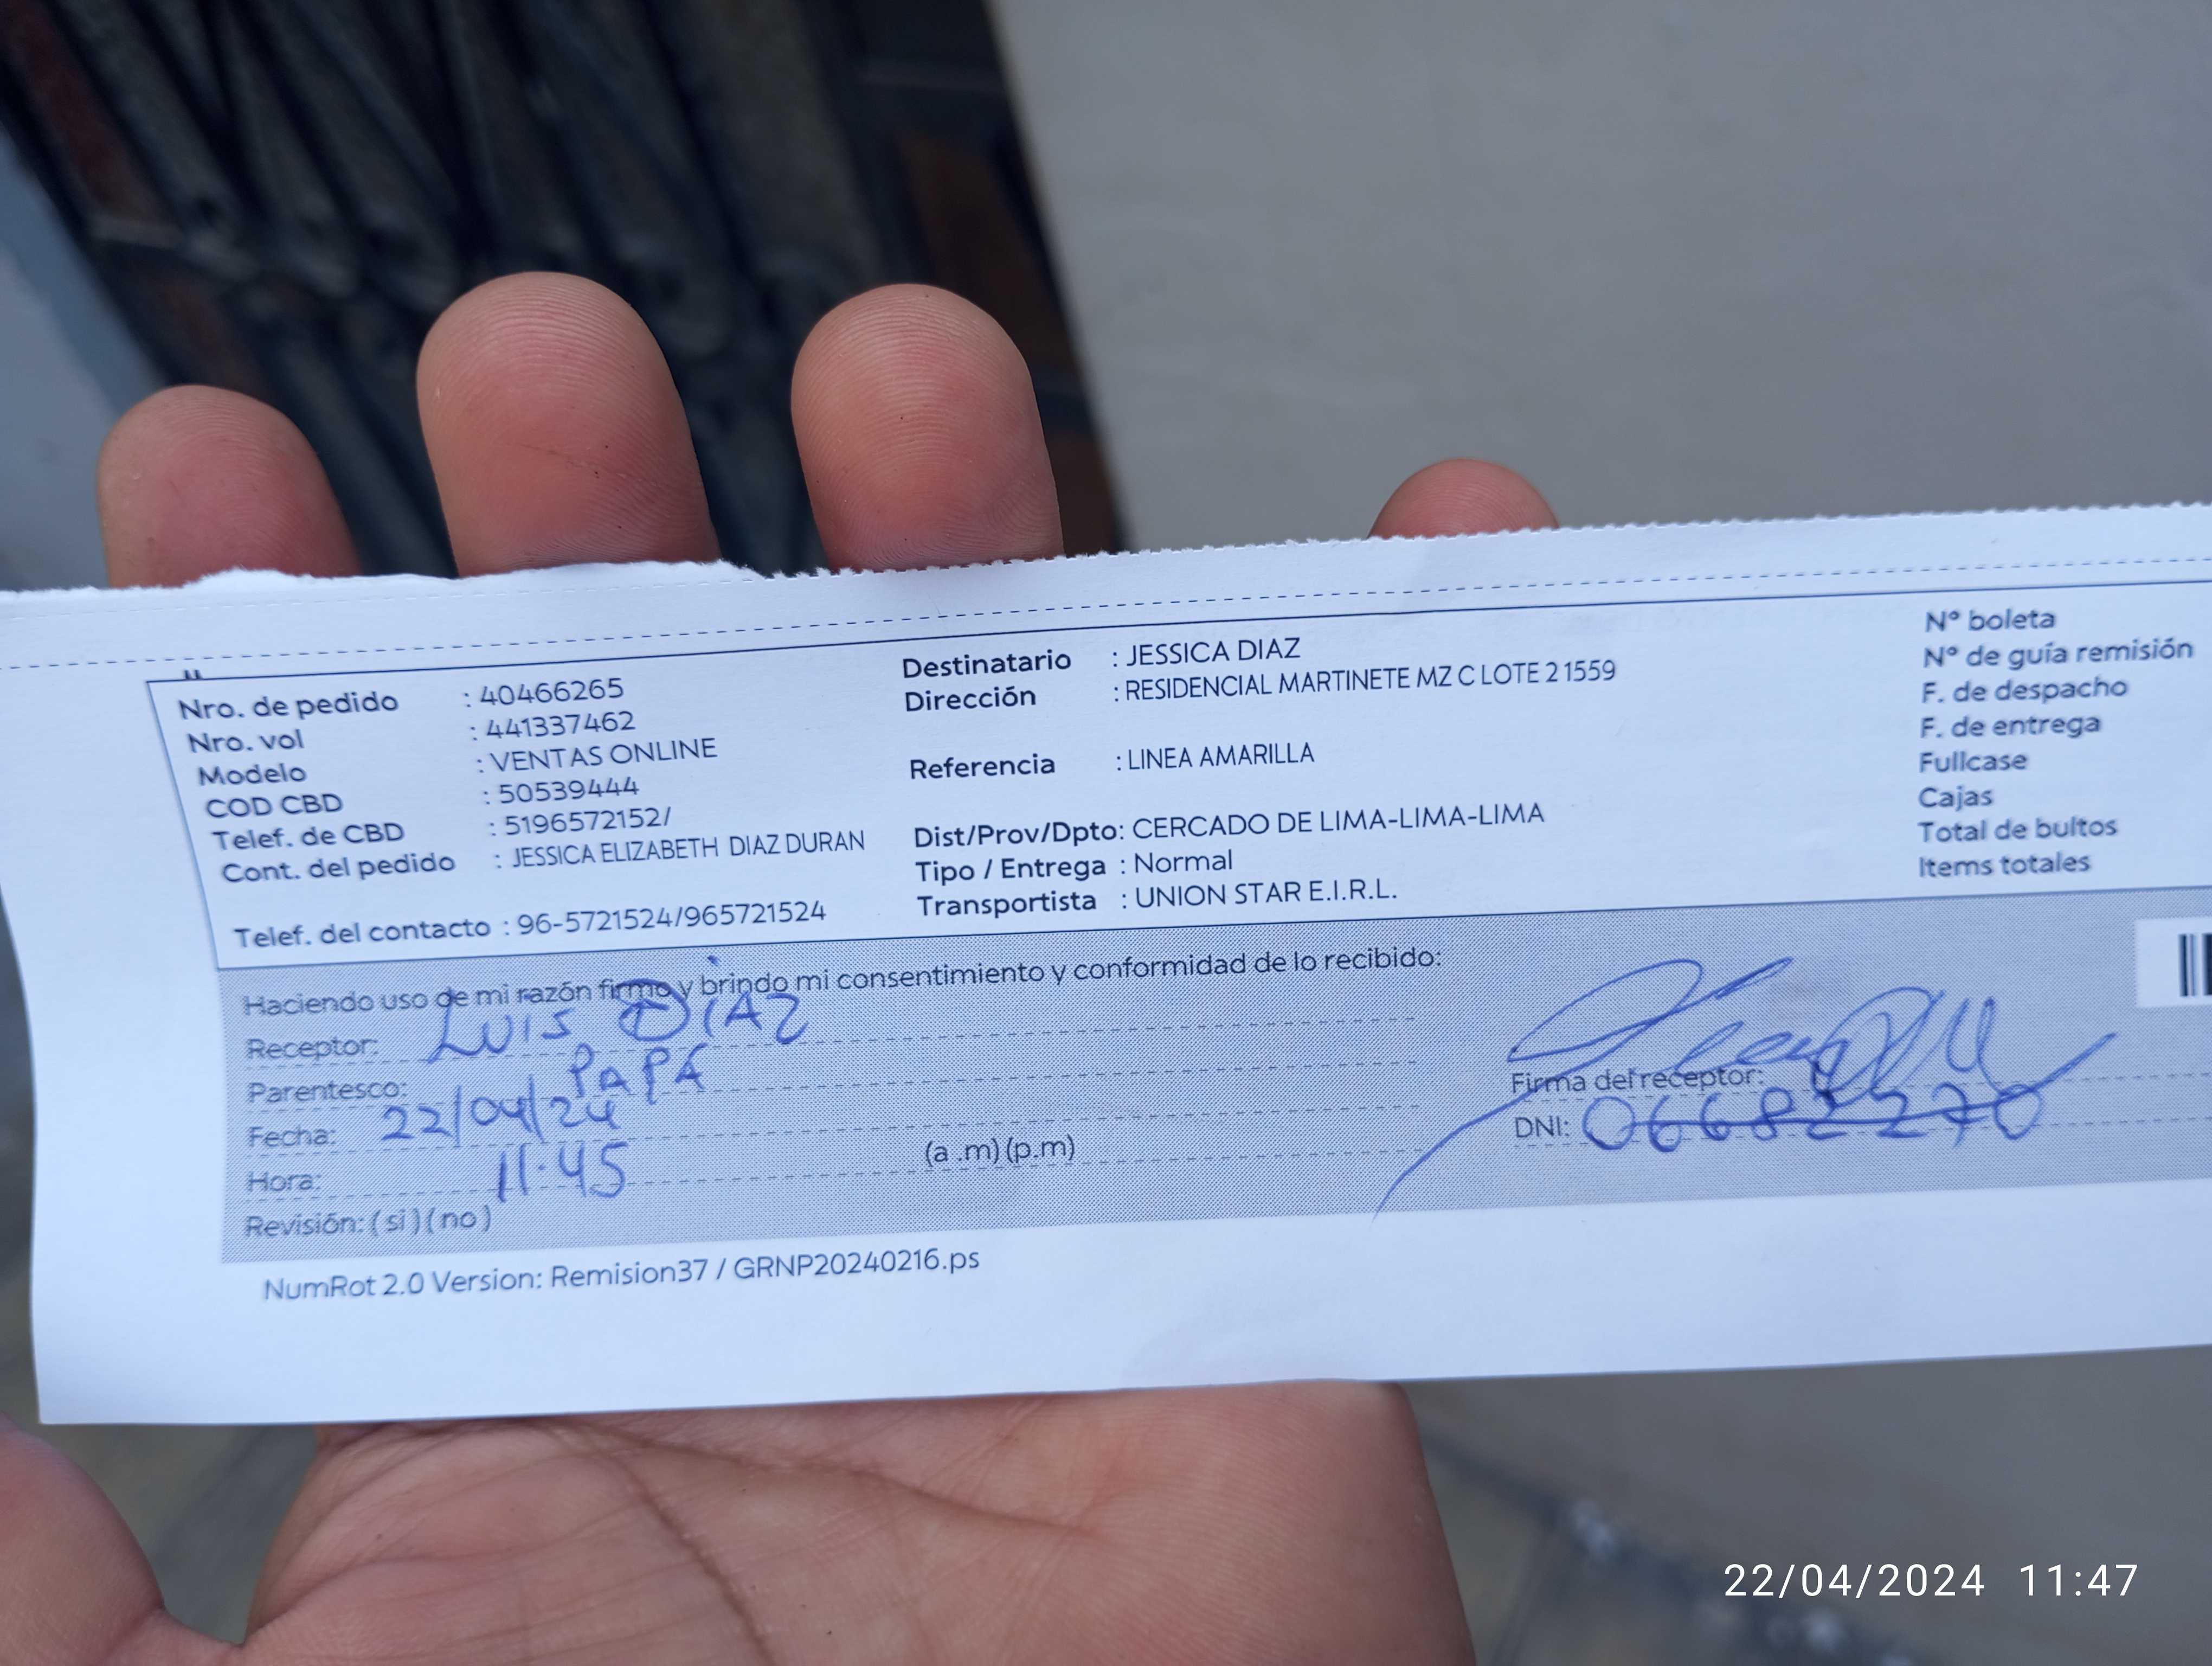 Nro. de pedido : 40466265
Nro. vol : 441337462
Modelo : VENTAS ONLINE
COD CBD : 50539444
Telef. de CBD : 5196572152/
Cont. del pedido : JESSICA ELIZABETH DIAZ DURAN
Telef. del contacto : 96-5721524/965721524
Destinatario : JESSICA DIAZ
Dirección : RESIDENCIAL MARTINETE MZ C LOTE 21559
Referencia : LINEA AMARILLA
Dist/Prov/Dpto: CERCADO DE LIMA-LIMA-LIMA
Tipo / Entrega : Normal
Transportista : UNION STAR E.I.R.L.
Nº boleta
Nº de guía remisión
F. de despacho
F. de entrega
Fullcase
Cajas
Total de bultos
Items totales
Haciendo uso de mi razón firmo y brindo mi consentimiento y conformidad de lo recibido:
Receptor: LUIS DIAZ
Parentesco: PAPÁ
Fecha: 22/04/24
Hora: 11:45 (a .m)(p.m)
Revisión: (si)(no)
Firma del receptor:
DNI: 06682270
NumRot 2.0 Version: Remision37 / GRNP20240216.ps
22/04/2024 11:47